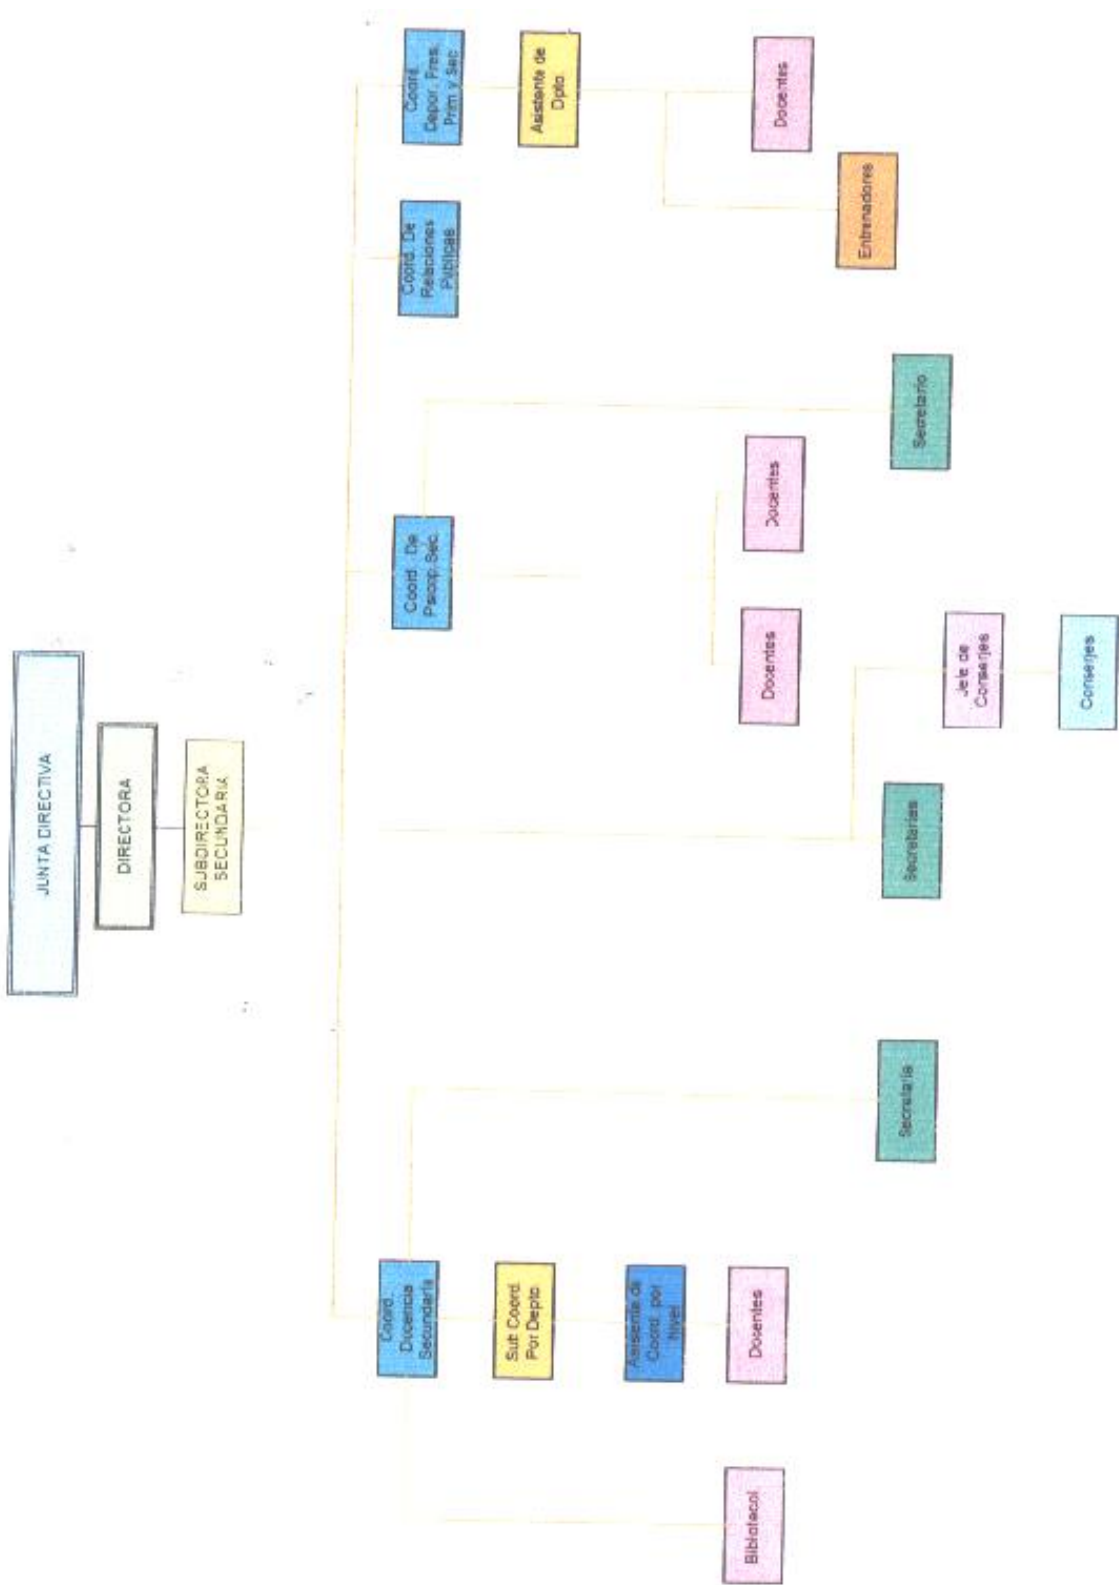 JUNTA DIRECTIVA
DIRECTORA
SUBDIRECTORA
SECUNDARIA
Coord.
Docencia
Secundaria
Coord. De
Psicop.Sec.
Coord. De
Relaciones
Públicas
Coord.
Depor. Pres.
Prim y Sec
Sub Coord.
Por Depto
Asistente de
Dpto.
Asistente de
Coord. por
Nivel
Bibliotecol
Docentes
Docentes
Docentes
Docentes
Entrenadores
Secretaria
Secretarias
Secretario
Jefe de
Conserjes
Conserjes